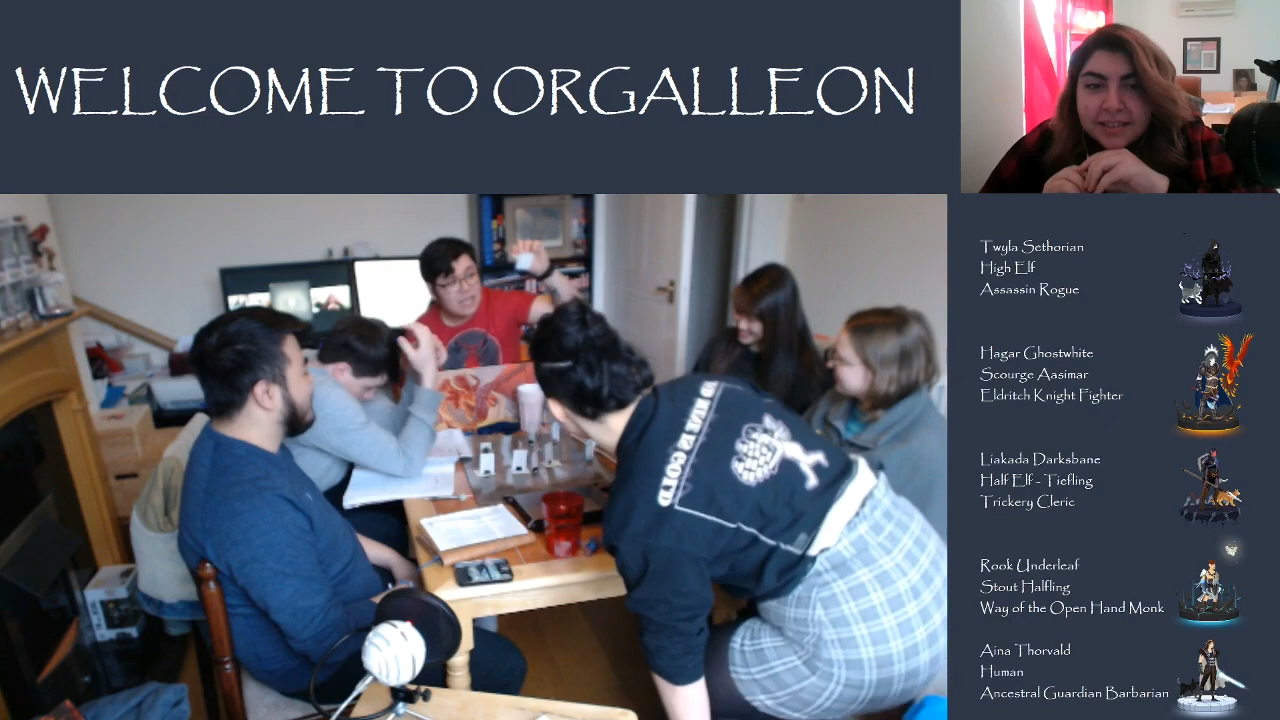 WELCOME TO ORGALLEON
Twyla Sethorian
High Elf
Assassin Rogue
Hagar Ghostwhite
Scourge Aasimar
Eldritch Knight Fighter
Liakada Darksbane
Half Elf - Tiefling
Trickery Cleric
Rook Underleaf
Stout Halfling
Way of the Open Hand Monk
Aina Thorvald
Human
Ancestral Guardian Barbarian